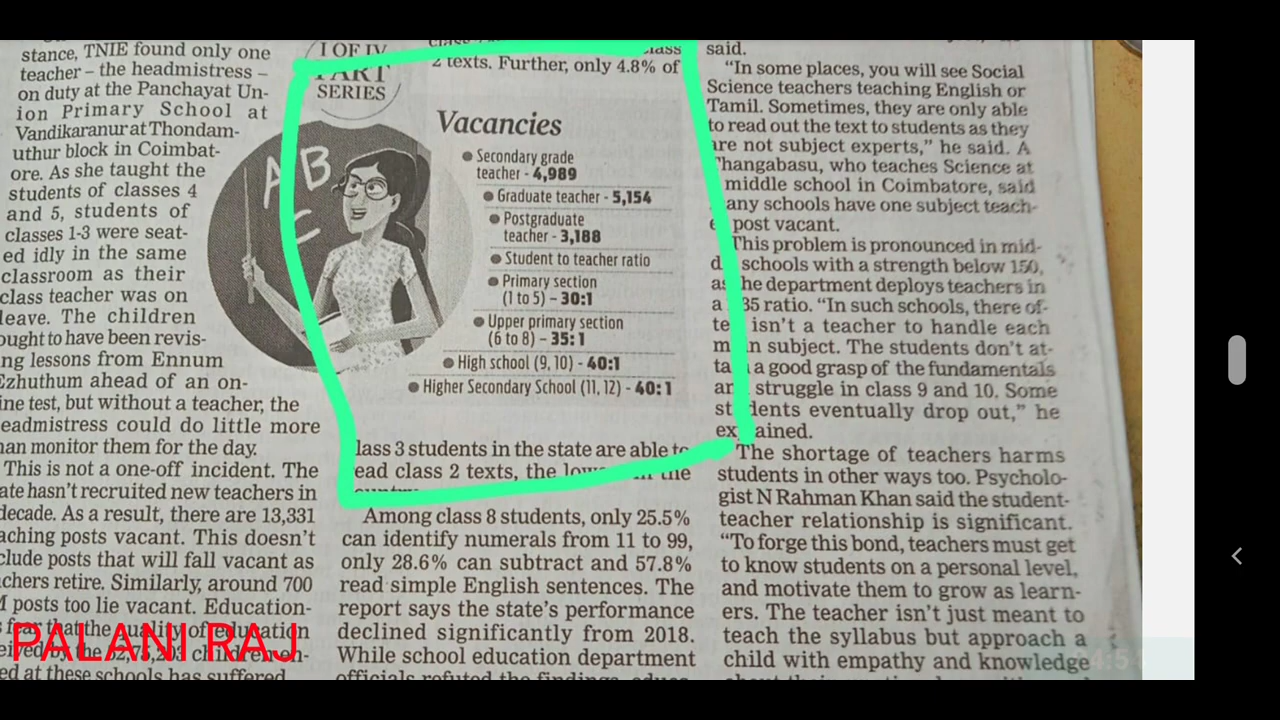 stance, TNIE found only one
teacher – the headmistress –
on duty at the Panchayat Un-
ion Primary School at
Vandikaranur at Thondam-
uthur block in Coimbat-
ore. As she taught the
students of classes 4
and 5, students of
classes 1-3 were seat-
ed idly in the same
classroom as their
class teacher was on
leave. The children
ought to have been revis-
ng lessons from Ennum
Ezhuthum ahead of an on-
ine test, but without a teacher, the
eadmistress could do little more
han monitor them for the day.
This is not a one-off incident. The
ate hasn't recruited new teachers in
decade. As a result, there are 13,331
aching posts vacant. This doesn't
clude posts that will fall vacant as
achers retire. Similarly, around 700
posts too lie vacant. Education-
that the quality of education
children en-
ed at these schools has suffered
I OF IV
PART
SERIES
A B
C
class
2 texts. Further, only 4.8% of
Vacancies
• Secondary grade
teacher - 4,989
• Graduate teacher - 5,154
• Postgraduate
teacher - 3,188
• Student to teacher ratio
• Primary section
(1 to 5) – 30:1
• Upper primary section
(6 to 8) – 35:1
• High school (9, 10) - 40:1
• Higher Secondary School (11, 12) - 40:1
lass 3 students in the state are able to
ead class 2 texts, the the
Among class 8 students, only 25.5%
can identify numerals from 11 to 99,
only 28.6% can subtract and 57.8%
read simple English sentences. The
report says the state's performance
declined significantly from 2018.
While school education department
officials refuted the findings,
said.
"In some places, you will see Social
Science teachers teaching English or
Tamil. Sometimes, they are only able
to read out the text to students as they
are not subject experts," he said. A
Thangabasu, who teaches Science at
middle school in Coimbatore, said
any schools have one subject teach-
post vacant.
This problem is pronounced in mid-
schools with a strength below 150,
as he department deploys teachers in
a 35 ratio. "In such schools, there of-
isn't a teacher to handle each
subject. The students don't at-
a good grasp of the fundamentals
struggle in class 9 and 10. Some
dents eventually drop out," he
ained.
The shortage of teachers harms
students in other ways too. Psycholo-
gist N Rahman Khan said the student-
teacher relationship is significant.
"To forge this bond, teachers must get
to know students on a personal level,
and motivate them to grow as learn-
ers. The teacher isn't just meant to
teach the syllabus but approach a
child with empathy and knowledge
PALANI RAJ